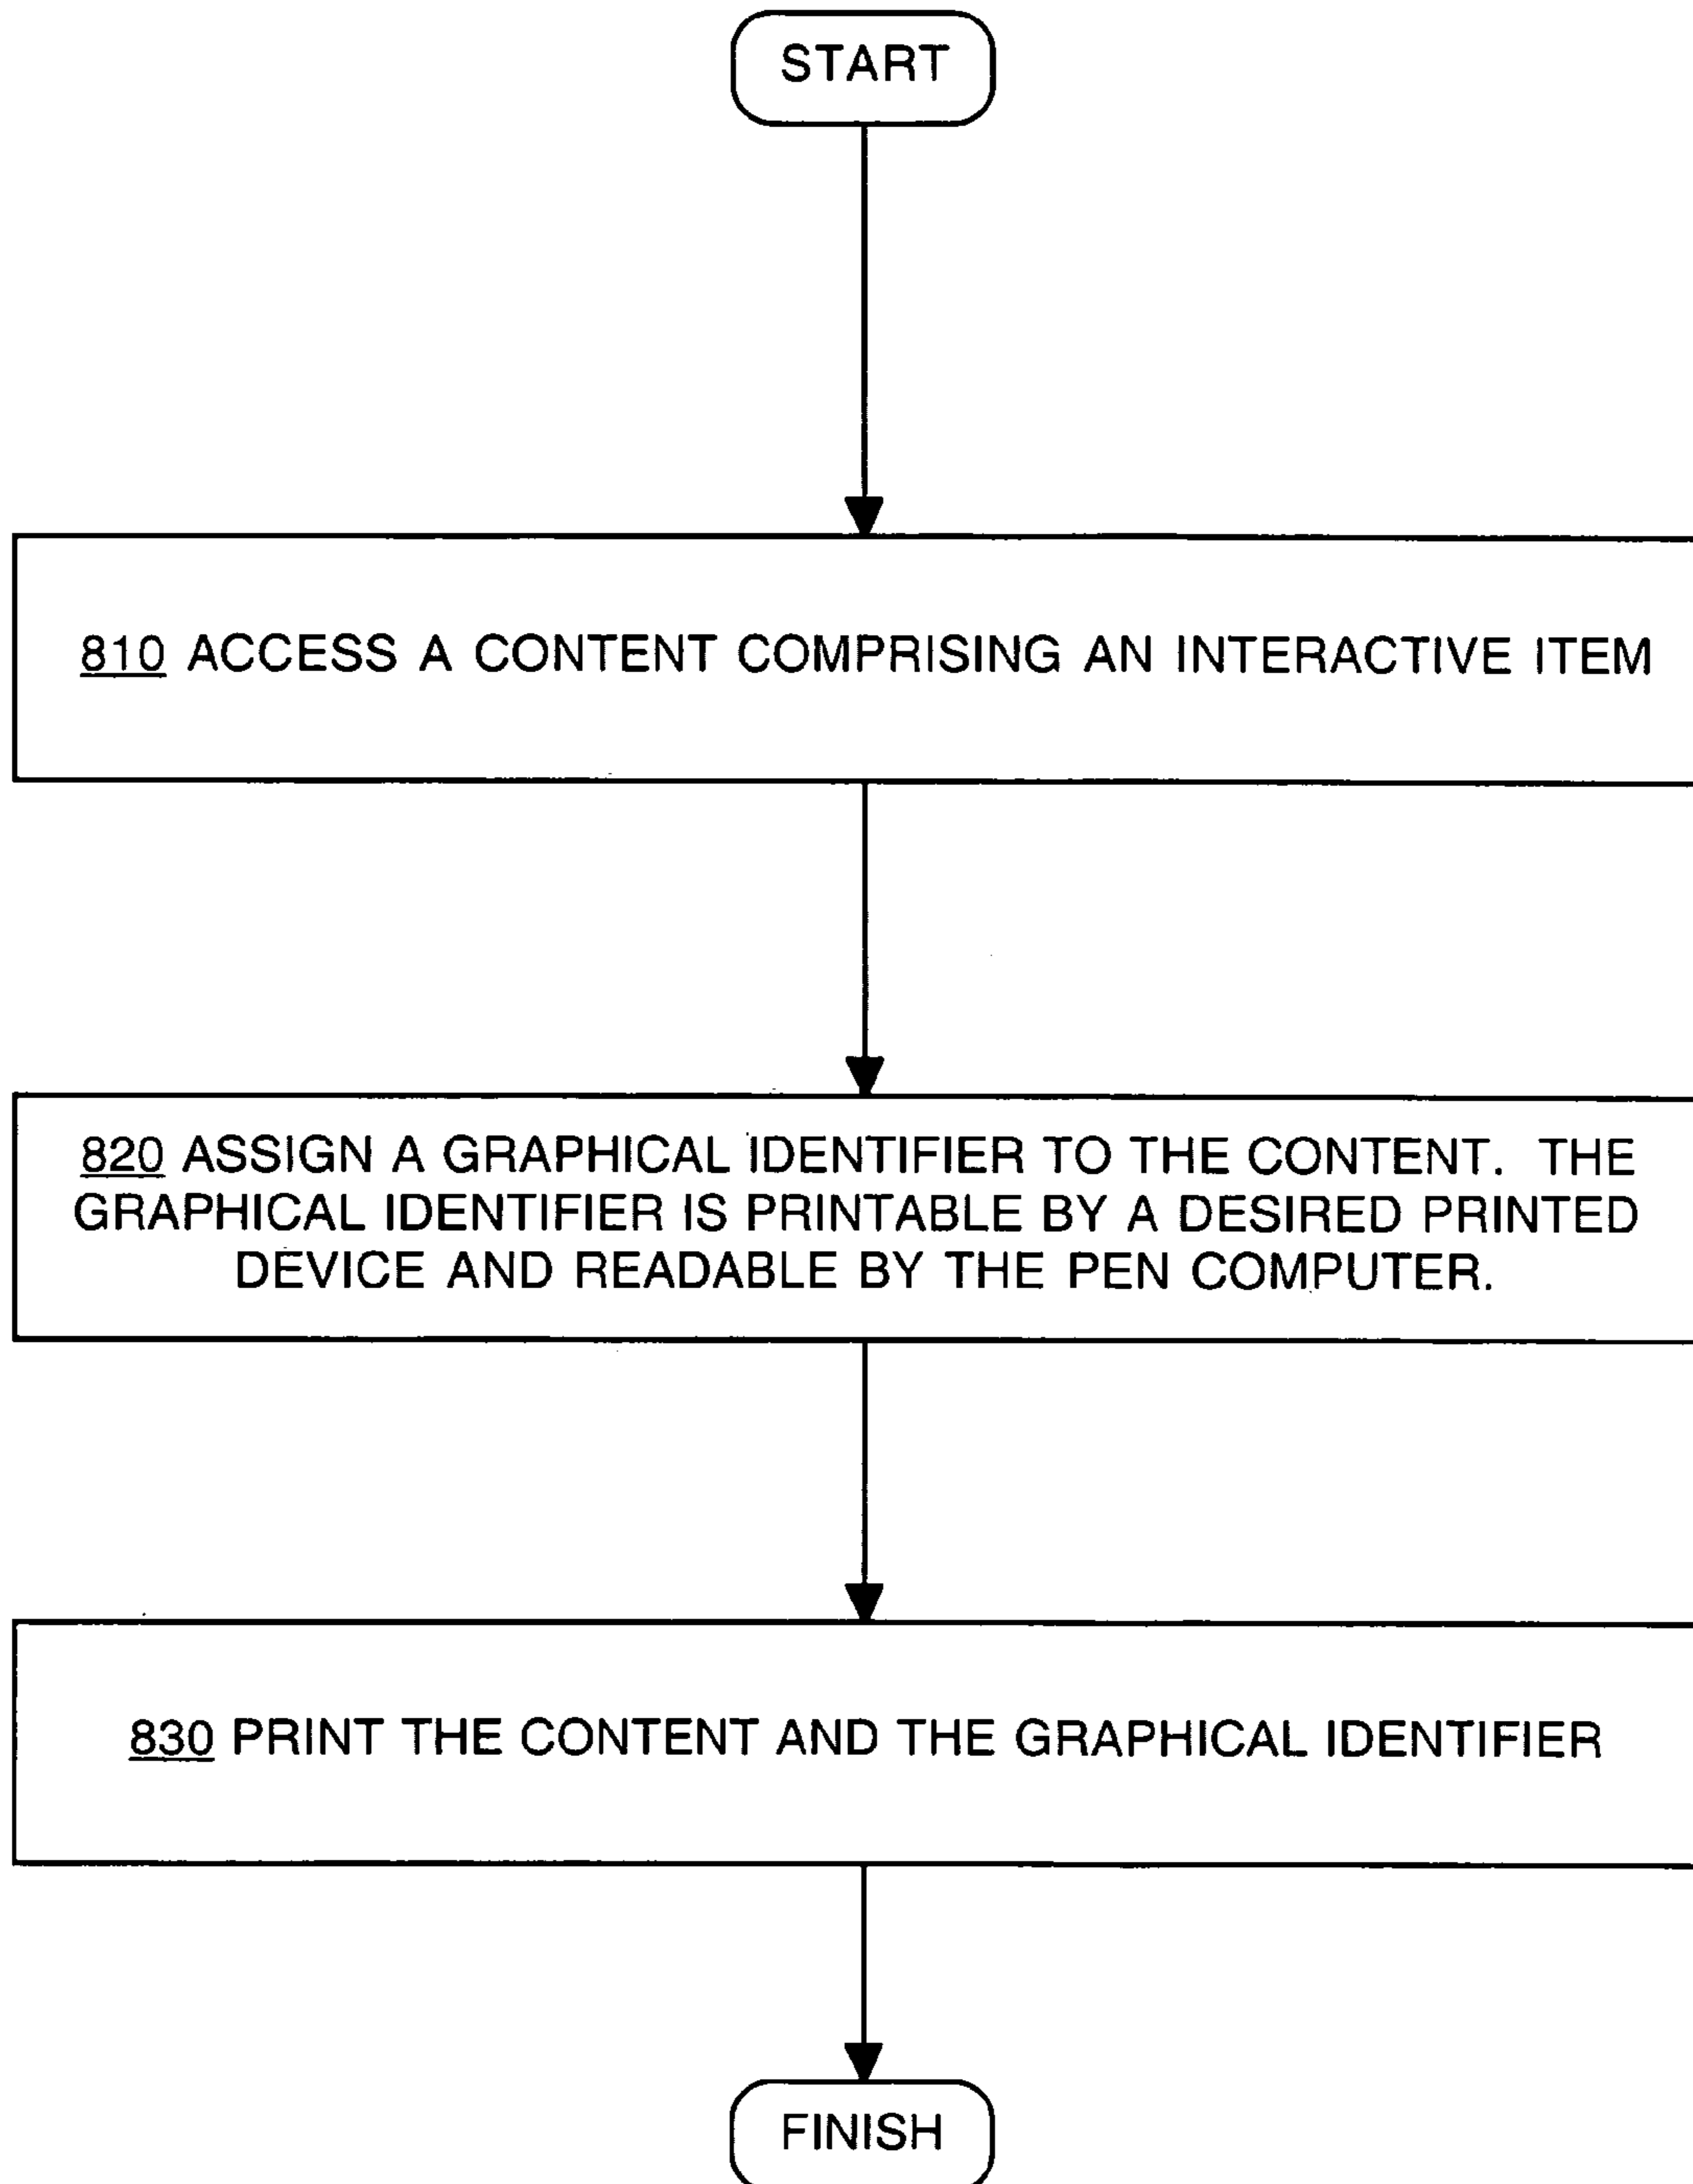 START
810 ACCESS A CONTENT COMPRISING AN INTERACTIVE ITEM
820 ASSIGN A GRAPHICAL IDENTIFIER TO THE CONTENT. THE
GRAPHICAL IDENTIFIER IS PRINTABLE BY A DESIRED PRINTED
DEVICE AND READABLE BY THE PEN COMPUTER.
830 PRINT THE CONTENT AND THE GRAPHICAL IDENTIFIER
FINISH